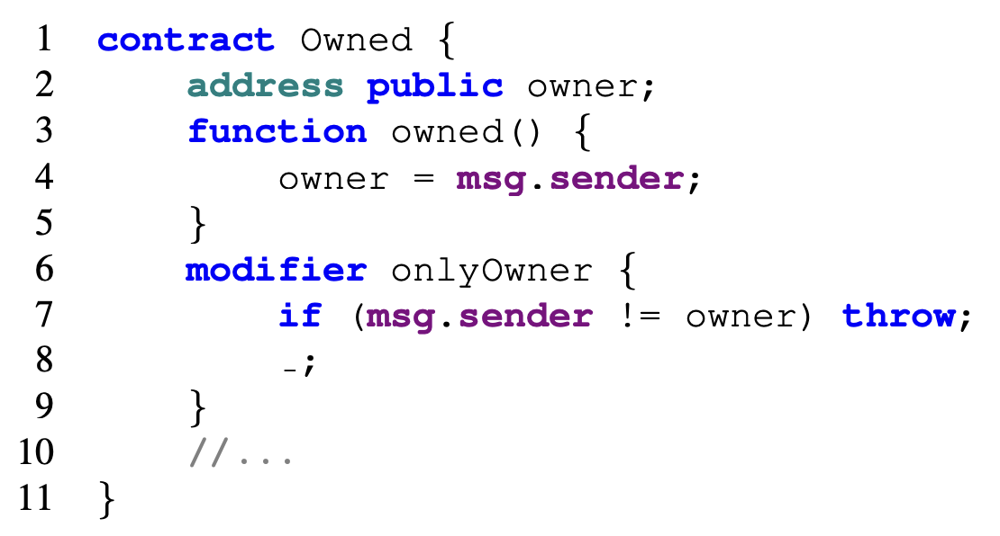 1 contract Owned {
2 address public owner;
3 function owned() {
4 owner = msg.sender;
5 }
6 modifier onlyOwner {
7 if (msg.sender != owner) throw;
8 _;
9 }
10 //...
11 }